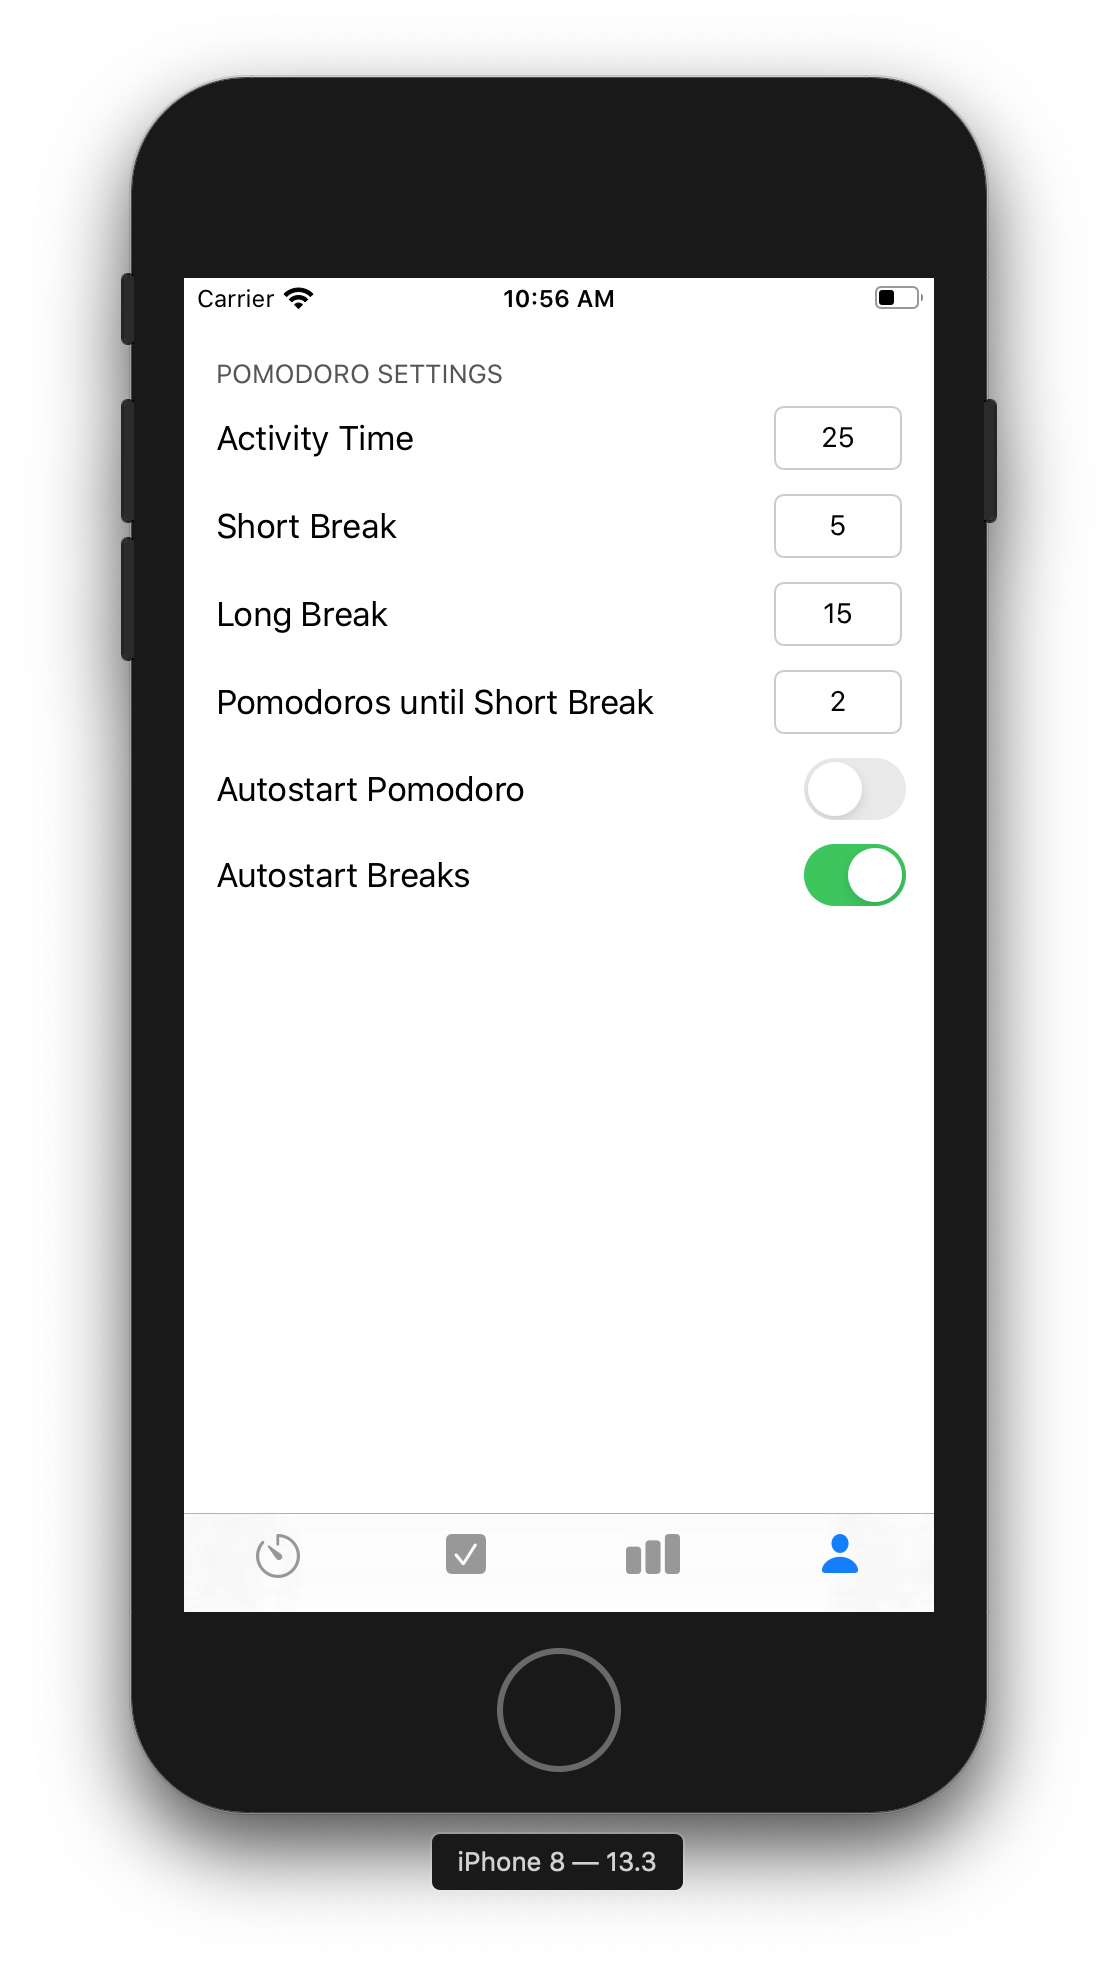 Carrier 10:56 AM
POMODORO SETTINGS
Activity Time 25
Short Break 5
Long Break 15
Pomodoros until Short Break 2
Autostart Pomodoro
Autostart Breaks
iPhone 8 — 13.3